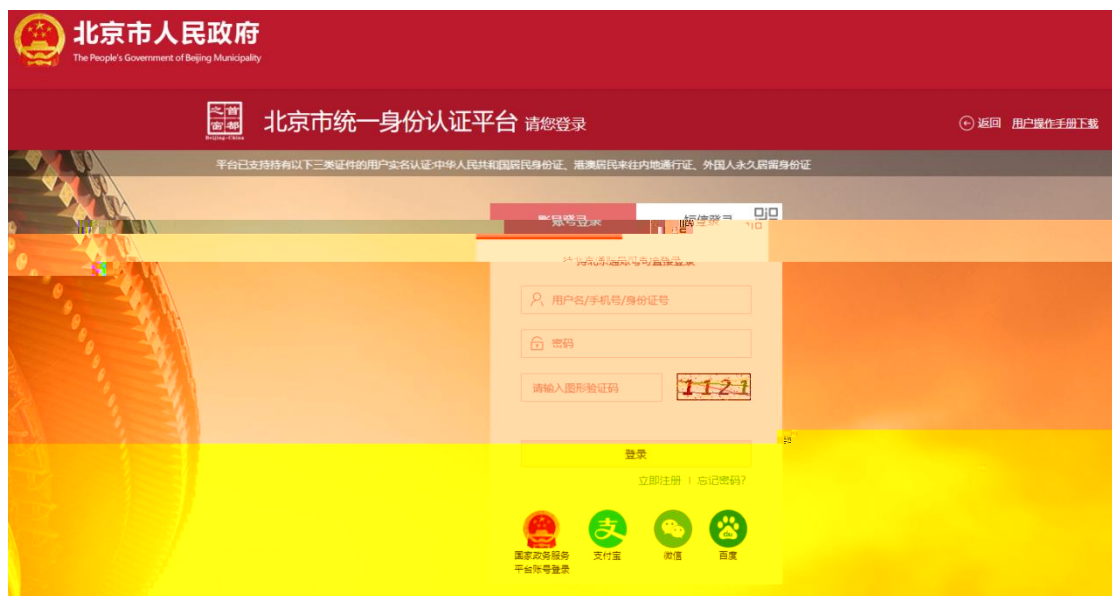 北京市人民政府
The People's Government of Beijing Municipality
首都之窗
Beijing-China
北京市统一身份认证平台 请您登录
返回 用户操作手册下载
平台已支持持有以下三类证件的用户实名认证:中华人民共和国居民身份证、港澳居民来往内地通行证、外国人永久居留身份证
登录
用户名/手机号/身份证号
密码
请输入图形验证码 1121
登录
立即注册 | 忘记密码?
国家政务服务平台账号登录
支付宝
微信
百度